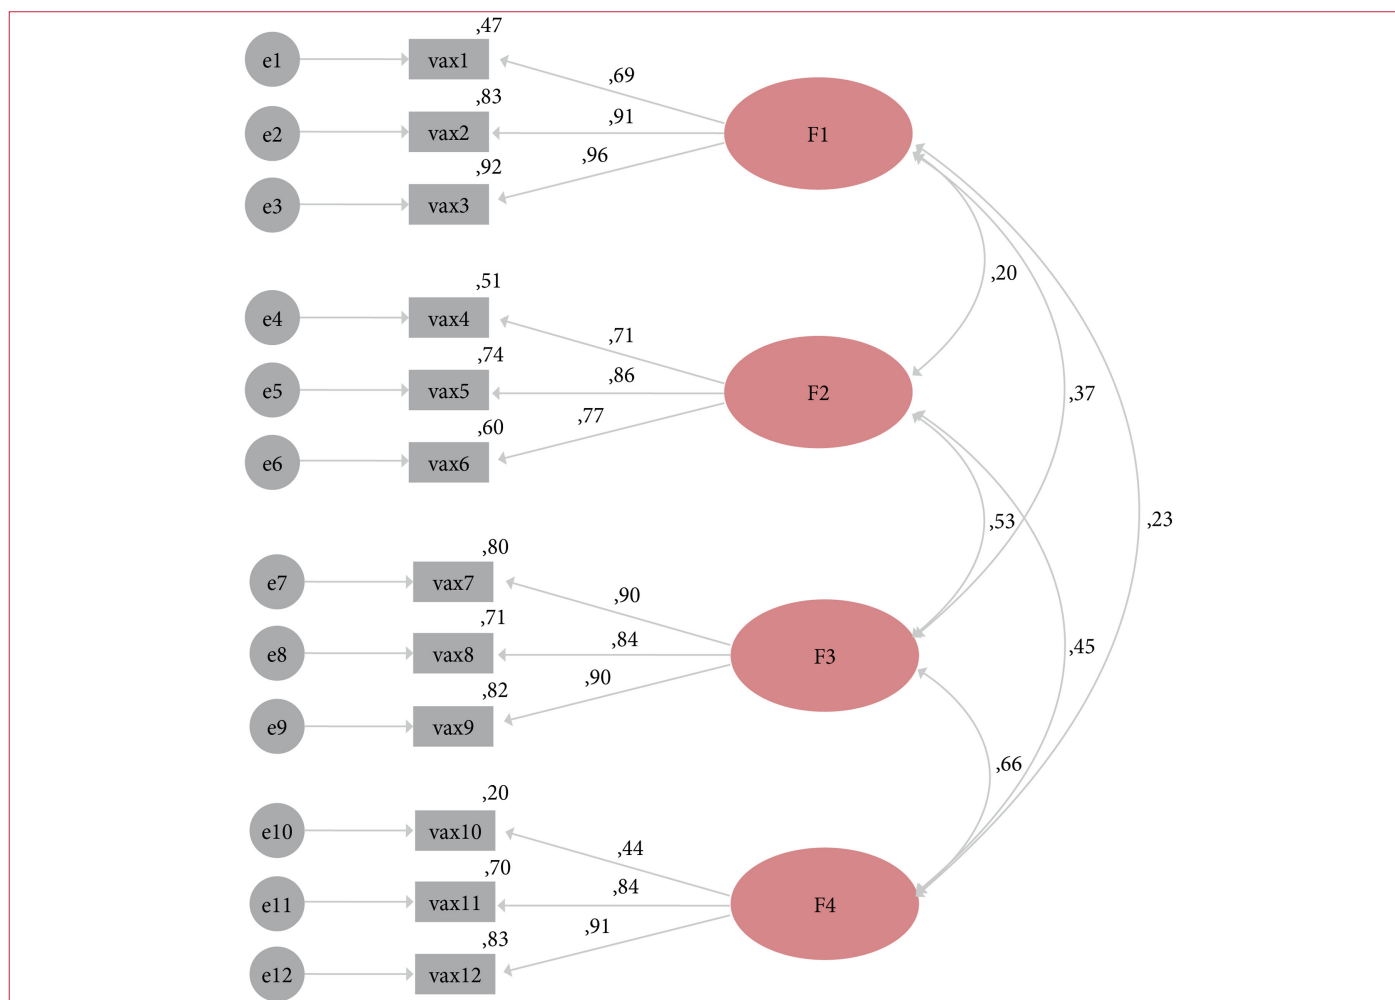 ,47
e1 vax1 ,69
,83
e2 vax2 ,91 F1
,92 ,96
e3 vax3
,20
,51
e4 vax4 ,71
,74
e5 vax5 ,86 F2 ,37
,60 ,77
e6 vax6
,53 ,23
,80
e7 vax7 ,90
,71
e8 vax8 ,84 F3 ,45
,82 ,90
e9 vax9
,66
,20
e10 vax10 ,44
,70
e11 vax11 ,84 F4
,83 ,91
e12 vax12